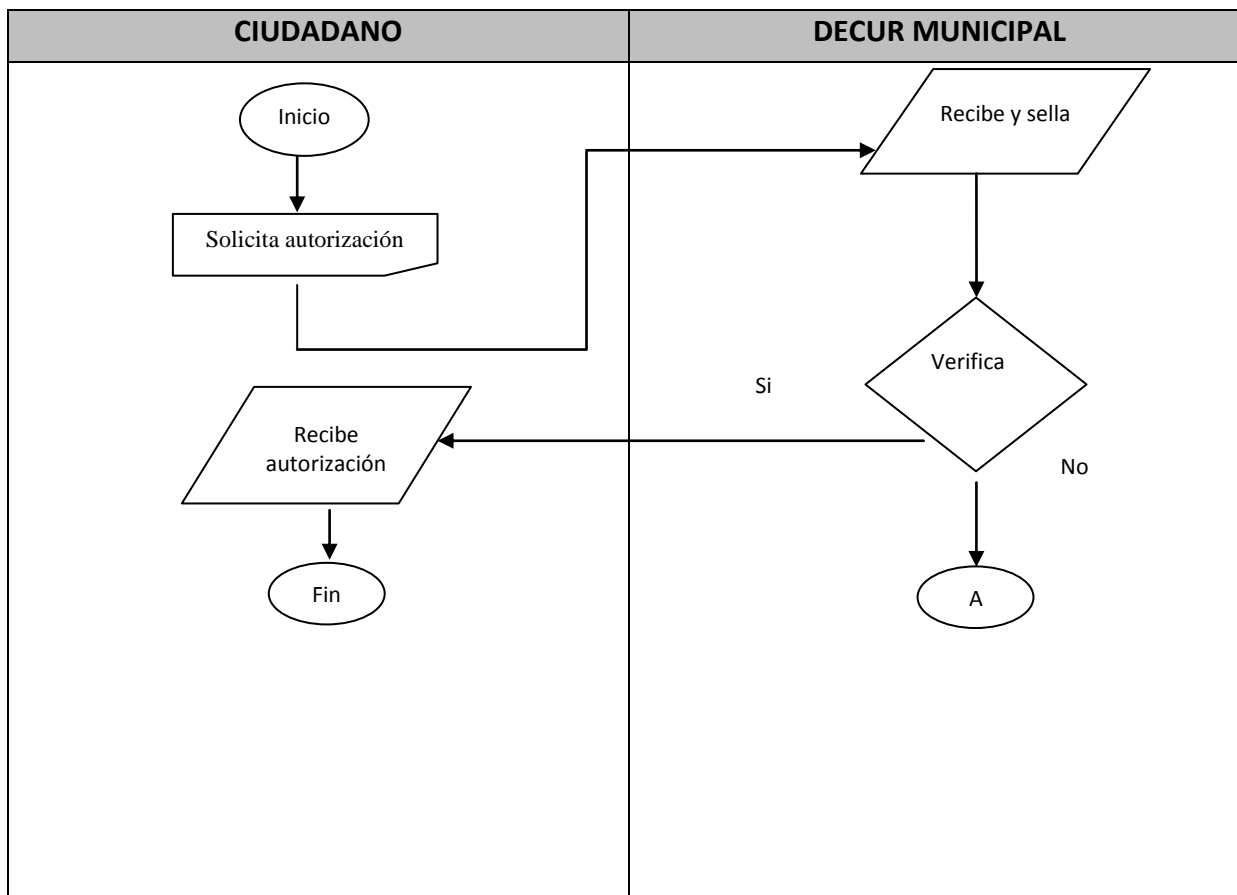 CIUDADANO
DECUR MUNICIPAL
Inicio
Solicita autorización
Recibe y sella
Verifica
Si
No
Recibe
autorización
Fin
A